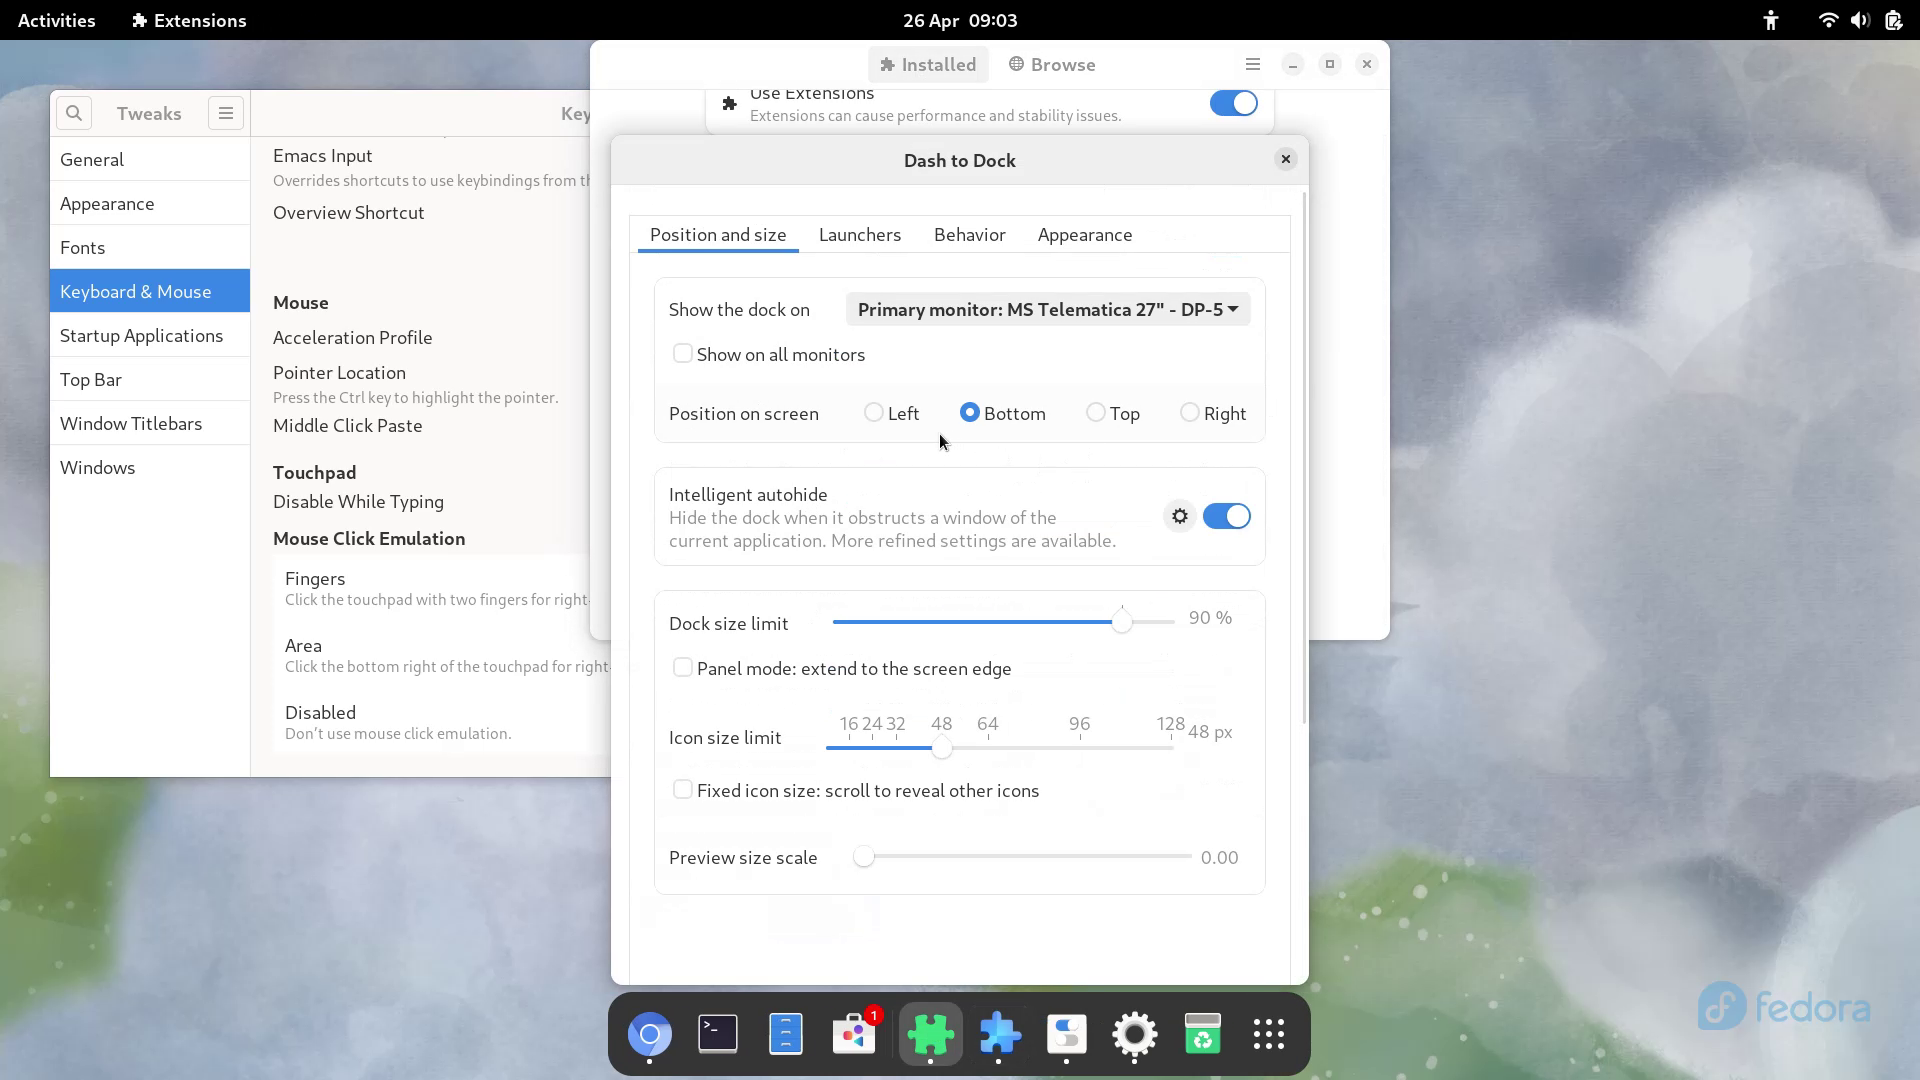 Activities
Extensions
26 Apr 09:03
Installed
Browse
Use Extensions
Extensions can cause performance and stability issues.
Tweaks
Key
General
Appearance
Fonts
Keyboard & Mouse
Startup Applications
Top Bar
Window Titlebars
Windows
Emacs Input
Overrides shortcuts to use keybindings from th
Overview Shortcut
Mouse
Acceleration Profile
Pointer Location
Press the Ctrl key to highlight the pointer.
Middle Click Paste
Touchpad
Disable While Typing
Mouse Click Emulation
Fingers
Click the touchpad with two fingers for right-
Area
Click the bottom right of the touchpad for right-
Disabled
Don't use mouse click emulation.
Dash to Dock
Position and size
Launchers
Behavior
Appearance
Show the dock on
Primary monitor: MS Telematica 27" - DP-5
Show on all monitors
Position on screen
Left
Bottom
Top
Right
Intelligent autohide
Hide the dock when it obstructs a window of the
current application. More refined settings are available.
Dock size limit
90 %
Panel mode: extend to the screen edge
16 24 32 48 64 96 128
Icon size limit
48 px
Fixed icon size: scroll to reveal other icons
Preview size scale
0.00
1
fedora